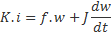 K.i = f.w + J dw/dt